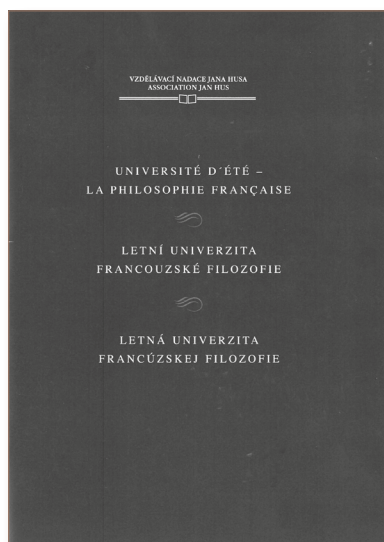 VZDĚLÁVACÍ NADACE JANA HUSA
ASSOCIATION JAN HUS
UNIVERSITÉ D´ÉTÉ –
LA PHILOSOPHIE FRANÇAISE
LETNÍ UNIVERZITA
FRANCOUZSKÉ FILOZOFIE
LETNÁ UNIVERZITA
FRANCÚZSKEJ FILOZOFIE